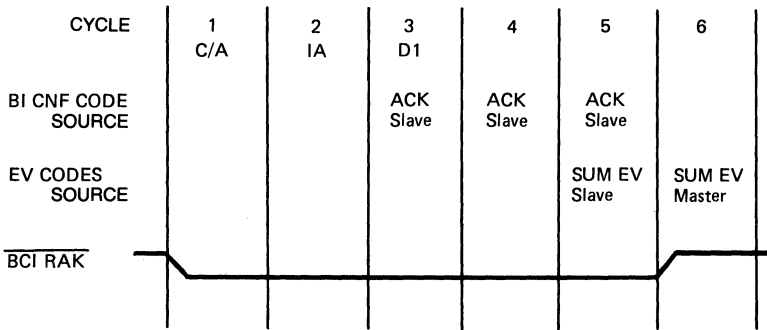 CYCLE 1 2 3 4 5 6
C/A IA D1
BI CNF CODE ACK ACK ACK
SOURCE Slave Slave Slave
EV CODES SUM EV SUM EV
SOURCE Slave Master
BCI RAK